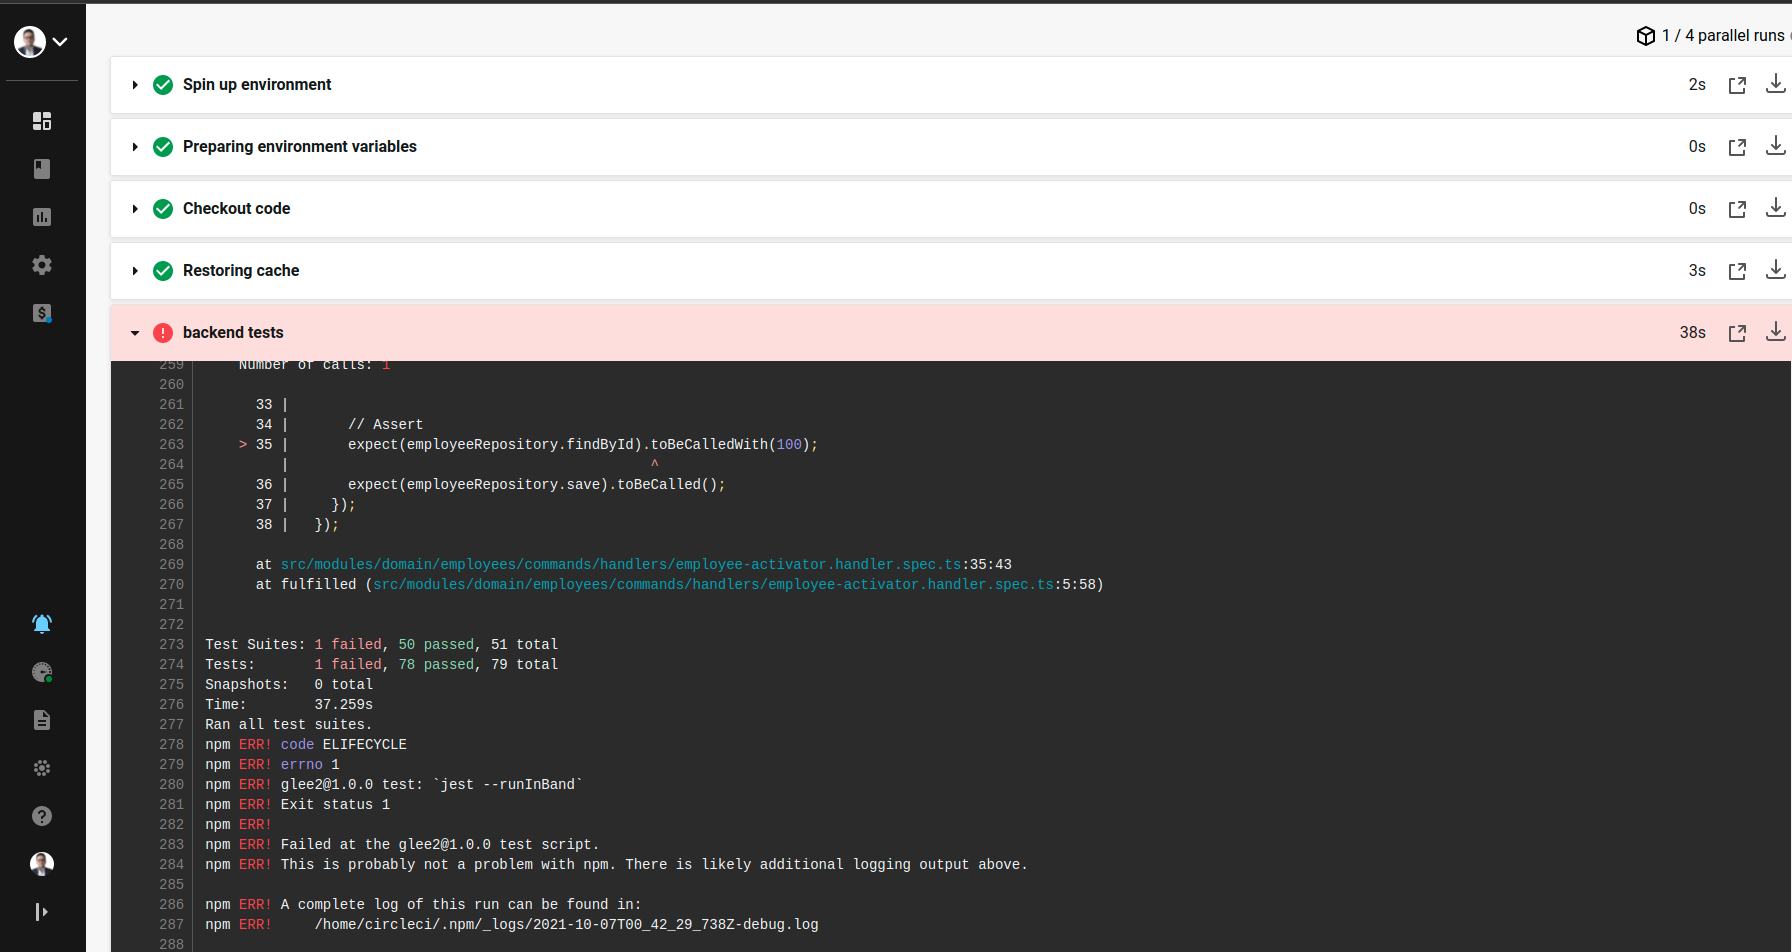 1 / 4 parallel runs
Spin up environment 2s
Preparing environment variables 0s
Checkout code 0s
Restoring cache 3s
backend tests 38s
259 Number of calls: 1
260
261 33 |
262 34 | // Assert
263 > 35 | expect(employeeRepository.findById).toBeCalledWith(100);
264 | ^
265 36 | expect(employeeRepository.save).toBeCalled();
266 37 | });
267 38 | });
268
269 at src/modules/domain/employees/commands/handlers/employee-activator.handler.spec.ts:35:43
270 at fulfilled (src/modules/domain/employees/commands/handlers/employee-activator.handler.spec.ts:5:58)
271
272
273 Test Suites: 1 failed, 50 passed, 51 total
274 Tests: 1 failed, 78 passed, 79 total
275 Snapshots: 0 total
276 Time: 37.259s
277 Ran all test suites.
278 npm ERR! code ELIFECYCLE
279 npm ERR! errno 1
280 npm ERR! glee2@1.0.0 test: `jest --runInBand`
281 npm ERR! Exit status 1
282 npm ERR!
283 npm ERR! Failed at the glee2@1.0.0 test script.
284 npm ERR! This is probably not a problem with npm. There is likely additional logging output above.
285
286 npm ERR! A complete log of this run can be found in:
287 npm ERR! /home/circleci/.npm/_logs/2021-10-07T00_42_29_738Z-debug.log
288